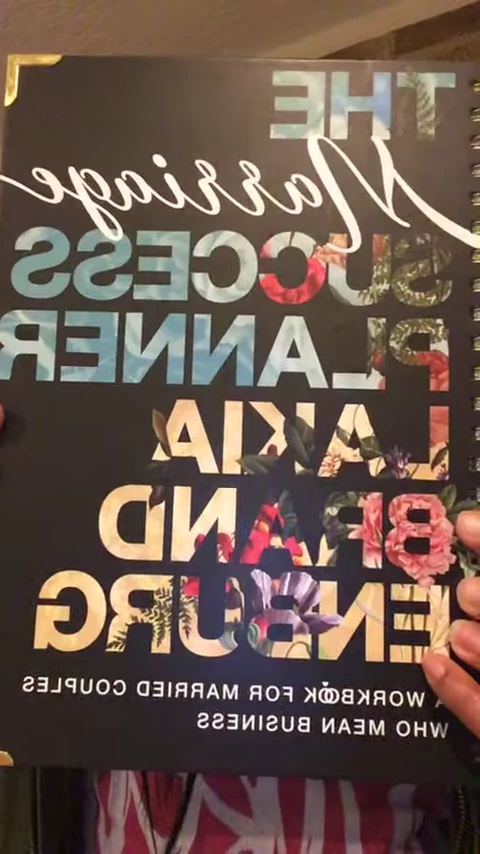 THE
Marriage
SUCCESS
PLANNER
LAKIA
BRAND
ENBURG
A WORKBOOK FOR MARRIED COUPLES
WHO MEAN BUSINESS